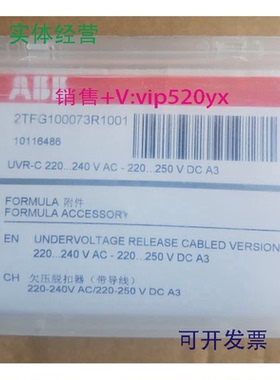 实体经营
ABB
销售+V:vip520yx
2TFG100073R1001
10116486
UVR-C 220...240 V AC - 220...250 V DC A3
FORMULA 附件
FORMULA ACCESSORY
EN UNDERVOLTAGE RELEASE CABLED VERSION
220...240 V AC - 220...250 V DC A3
CH 欠压脱扣器（带导线）
220-240V AC/220-250 V DC A3
可开发票